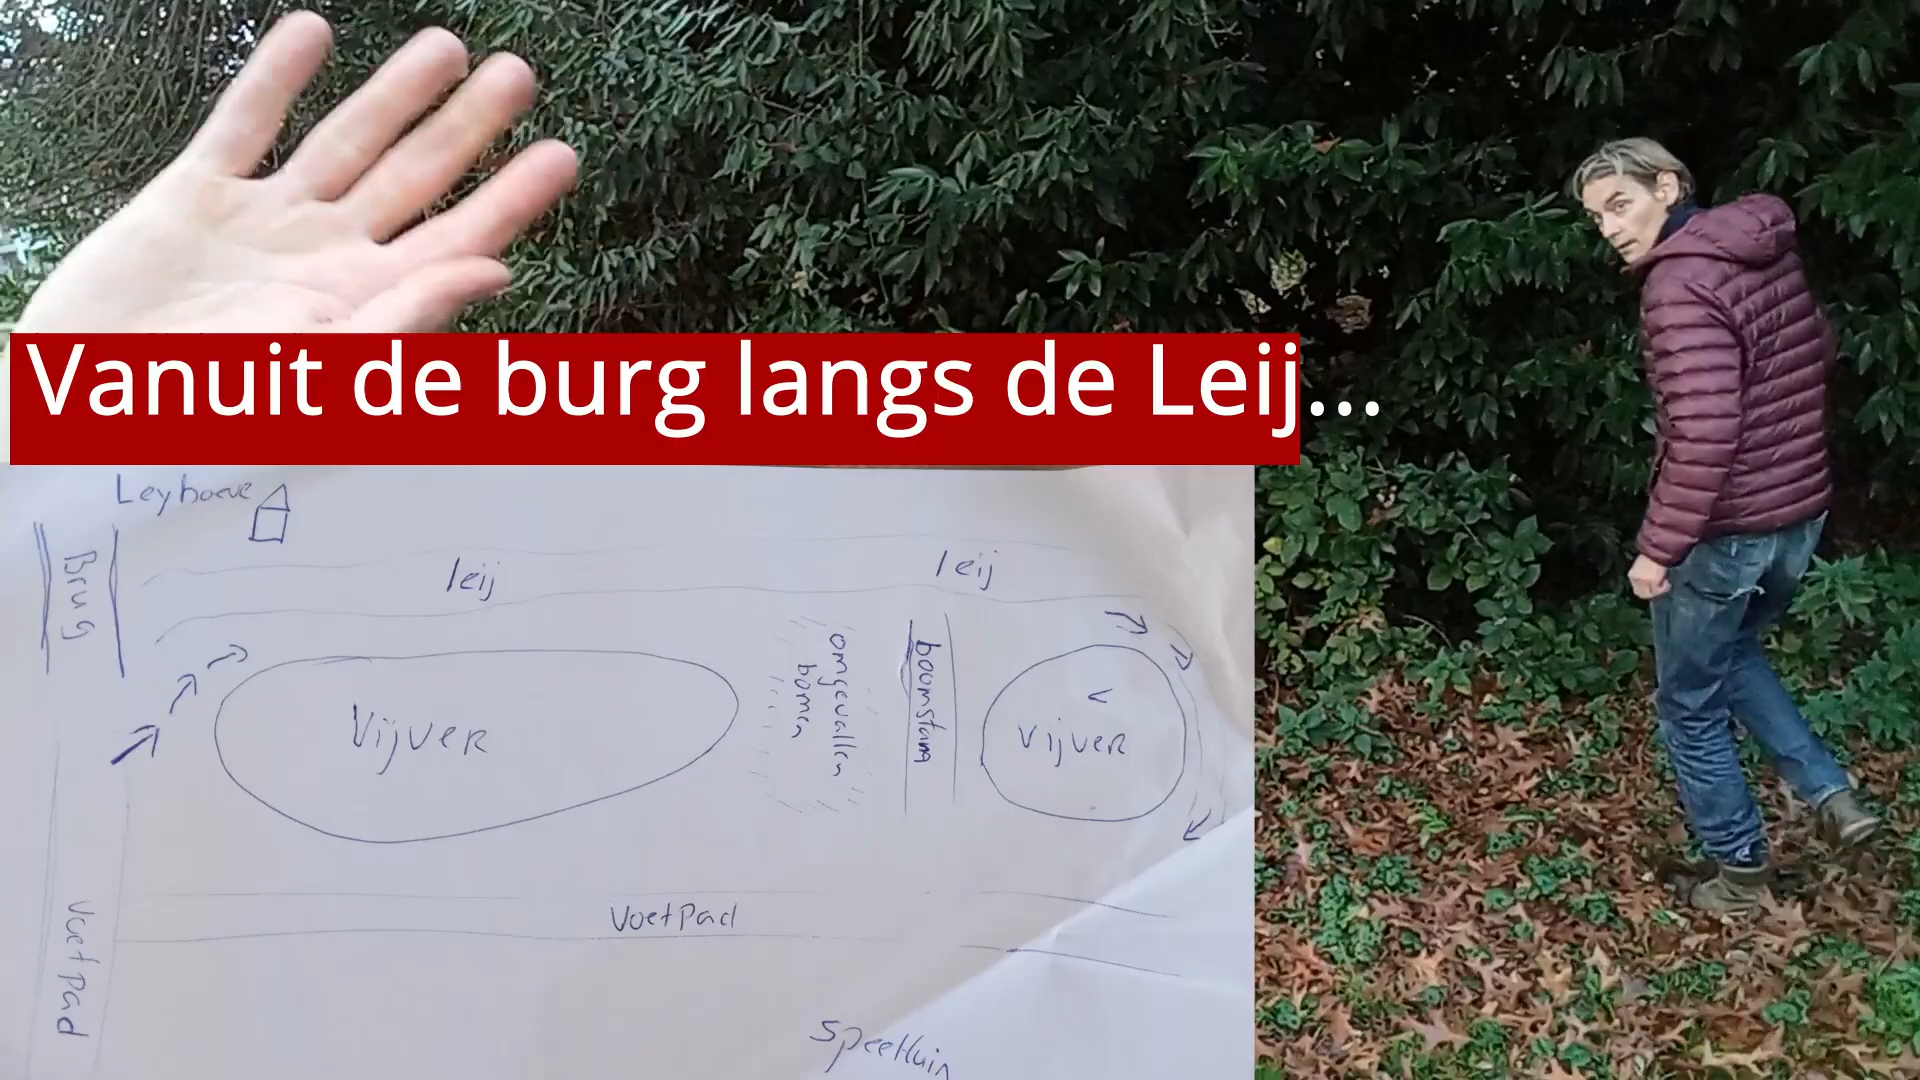 Vanuit de burg langs de Leij...
Leyhoeve
Brug
leij
leij
omgevallen
bomen
boomstam
Vijver
V
Vijver
Voetpad
Voetpad
Speeltuin